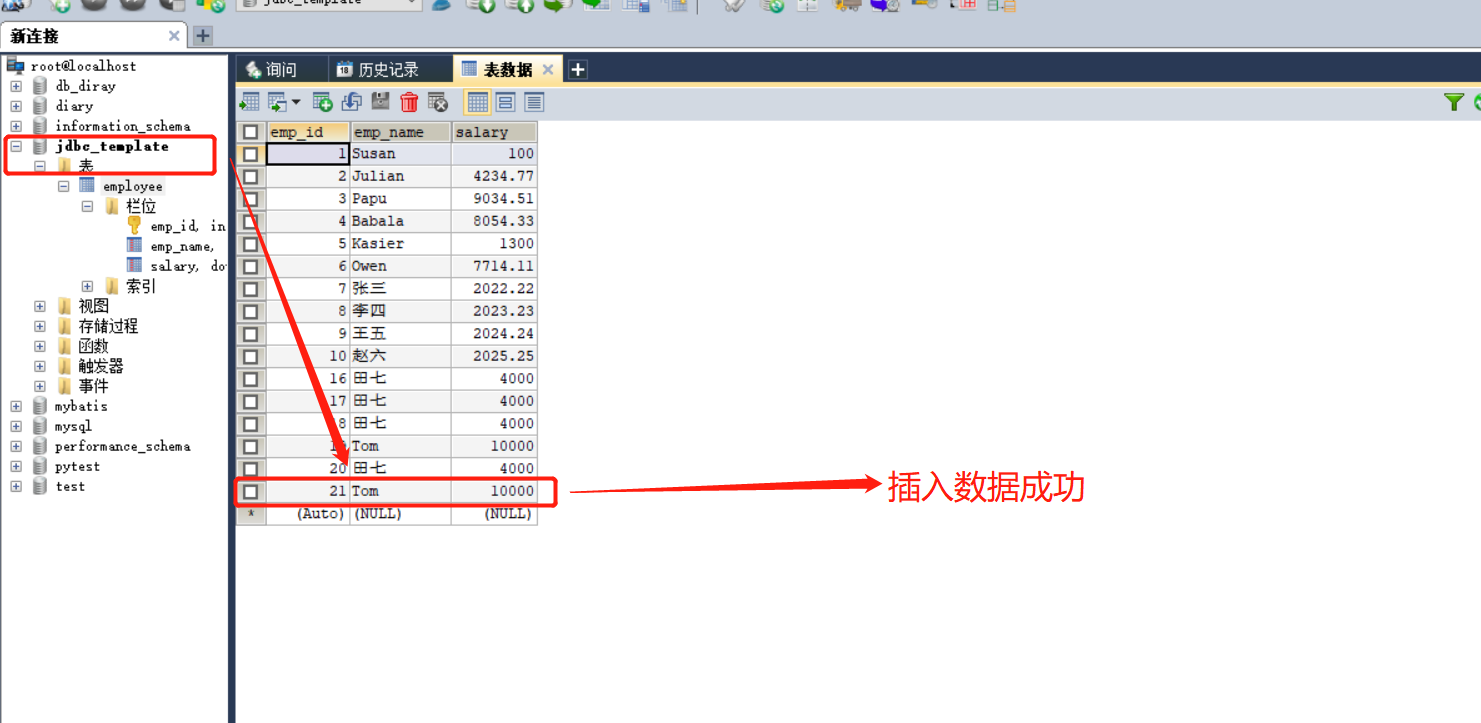 jdbc_template
新连接
root@localhost
db_diray
diary
information_schema
jdbc_template
表
employee
栏位
emp_id, in
emp_name,
salary, do
索引
视图
存储过程
函数
触发器
事件
mybatis
mysql
performance_schema
pytest
test
询问
18 历史记录
表数据
emp_id emp_name salary
1 Susan 100
2 Julian 4234.77
3 Papu 9034.51
4 Babala 8054.33
5 Kasier 1300
6 Owen 7714.11
7 张三 2022.22
8 李四 2023.23
9 王五 2024.24
10 赵六 2025.25
16 田七 4000
17 田七 4000
8 田七 4000
Tom 10000
20 田七 4000
21 Tom 10000
* (Auto) (NULL) (NULL)
插入数据成功